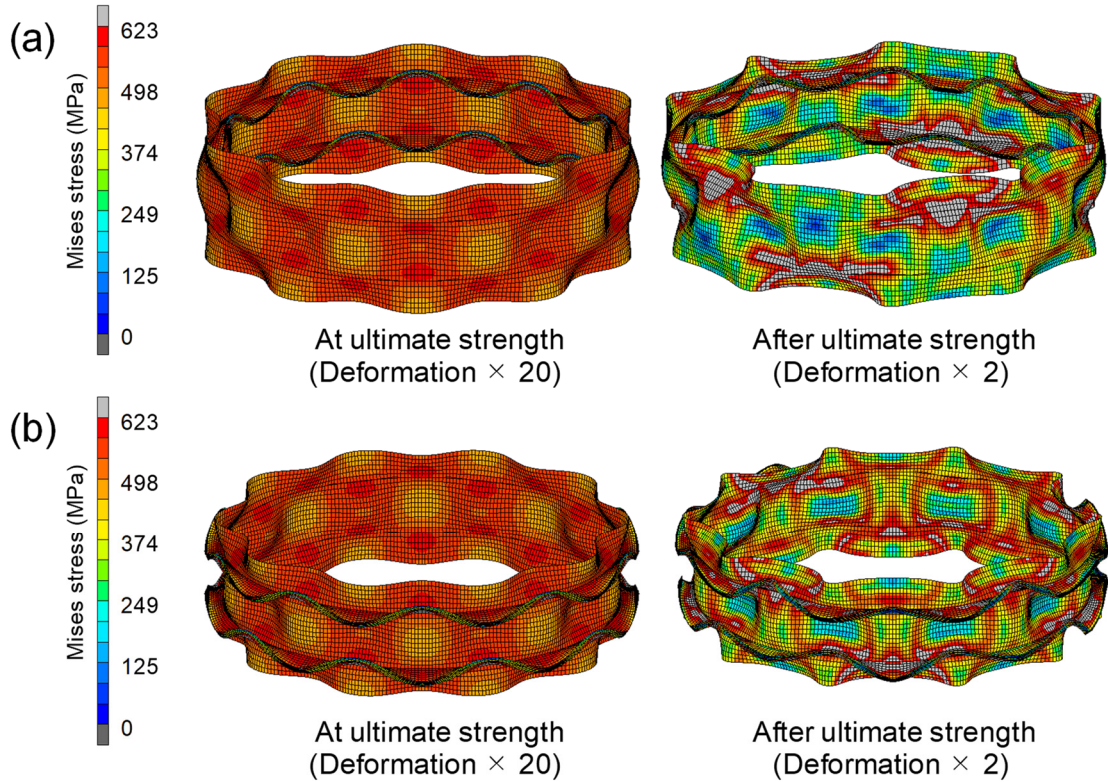 (a)
Mises stress (MPa)
623
498
374
249
125
0
At ultimate strength
(Deformation × 20)
After ultimate strength
(Deformation × 2)
(b)
Mises stress (MPa)
623
498
374
249
125
0
At ultimate strength
(Deformation × 20)
After ultimate strength
(Deformation × 2)